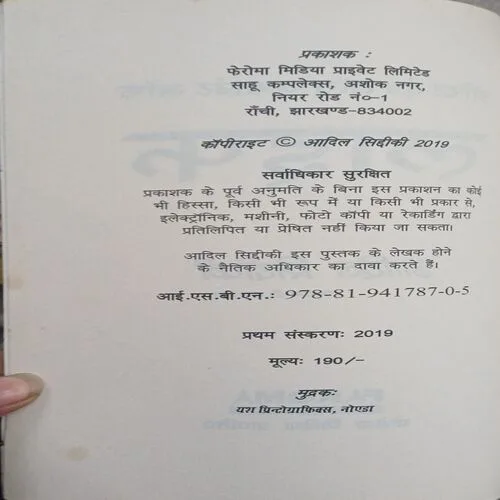 प्रकाशक :
फेरोमा मिडिया प्राइवेट लिमिटेड
साहू कम्पलेक्स, अशोक नगर,
नियर रोड नं०-1
राँची, झारखण्ड-834002
कॉपीराइट © आदिल सिद्दीकी 2019
सर्वाधिकार सुरक्षित
प्रकाशक के पूर्व अनुमति के बिना इस प्रकाशन का कोई
भी हिस्सा, किसी भी रूप में या किसी भी प्रकार से,
इलेक्ट्रॉनिक, मशीनी, फोटो कॉपी या रेकार्डिंग द्वारा
प्रतिलिपित या प्रेषित नहीं किया जा सकता।
आदिल सिद्दीकी इस पुस्तक के लेखक होने
के नैतिक अधिकार का दावा करते हैं।
आई.एस.बी.एन.: 978-81-941787-0-5
प्रथम संस्करणः 2019
मूल्यः 190/-
मुद्रकः
यश प्रिन्टोग्राफिक्स, नोएडा